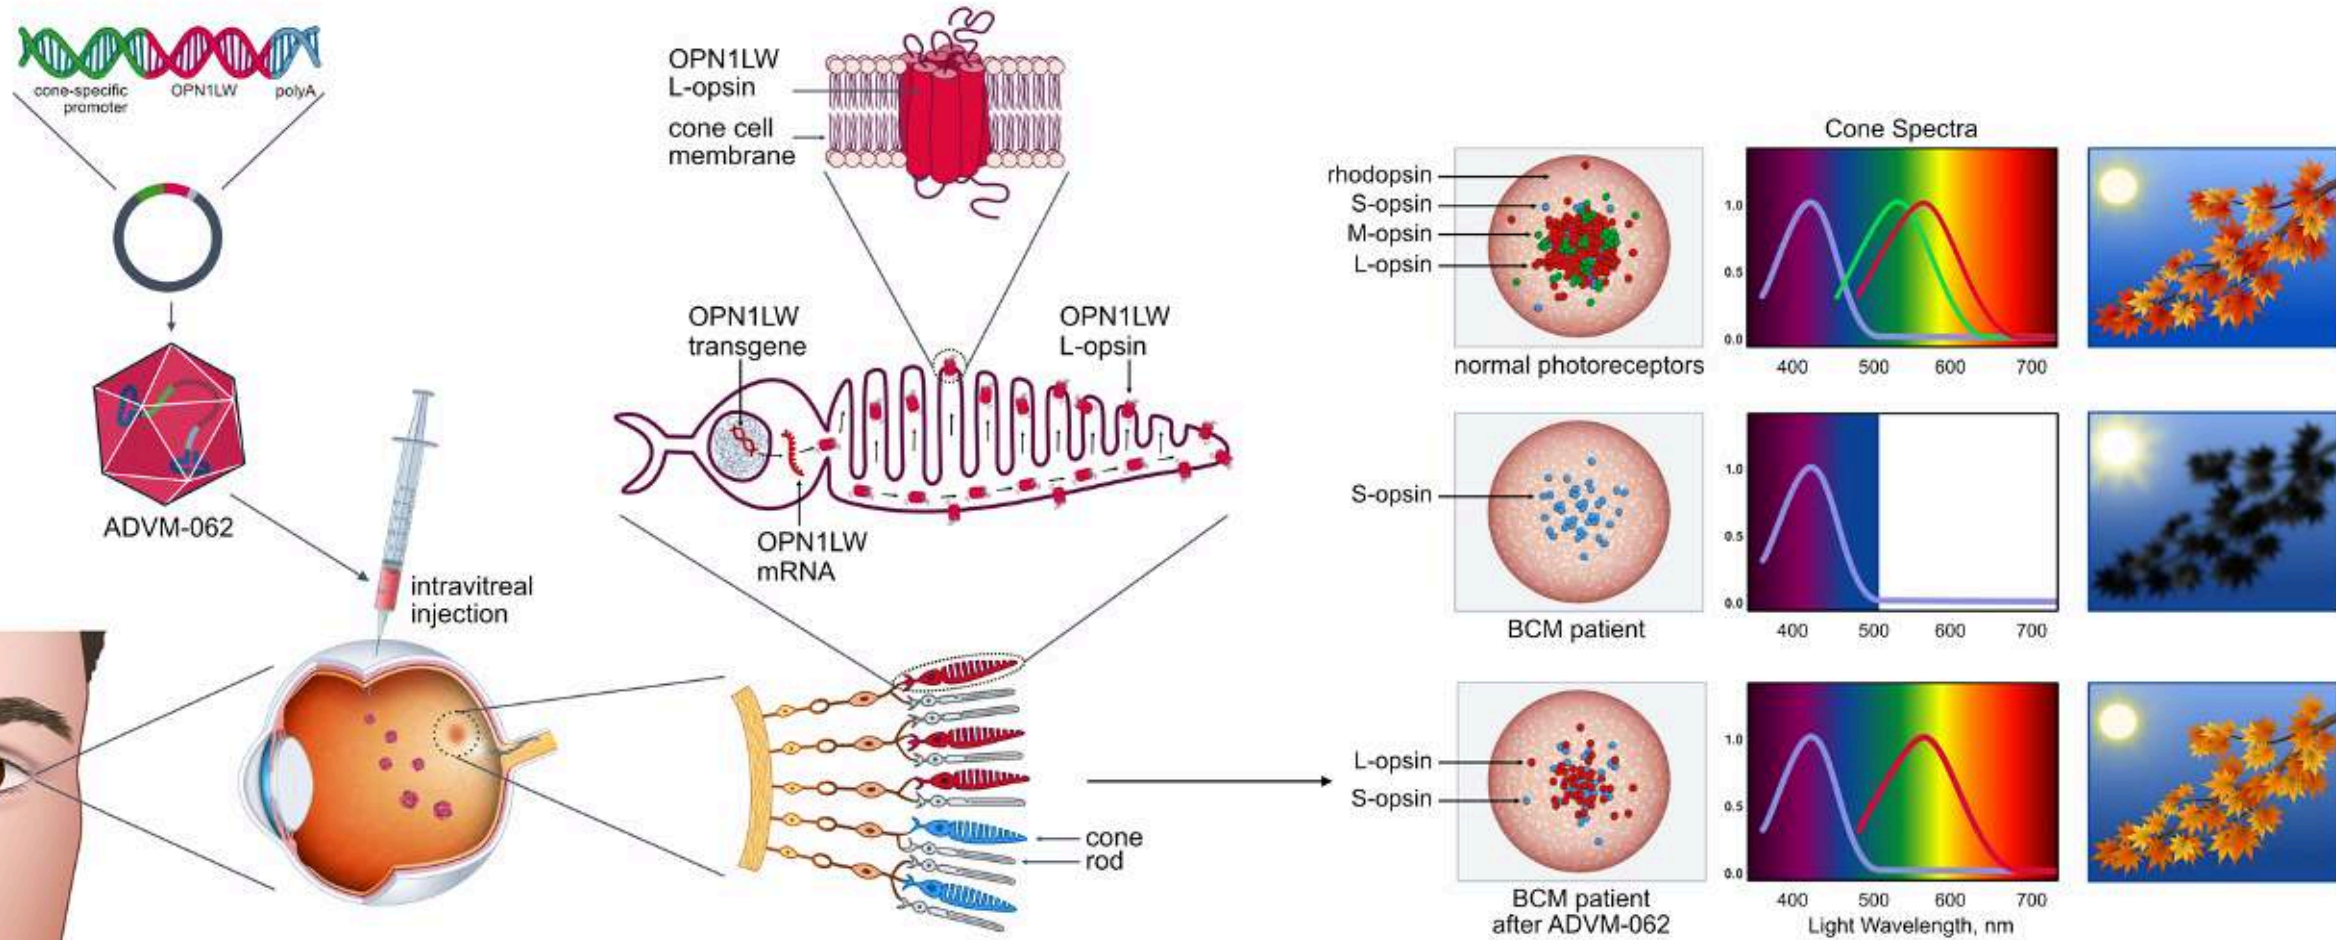 cone-specific
promoter
OPN1LW
polyA
ADVM-062
intravitreal
injection
OPN1LW
L-opsin
cone cell
membrane
OPN1LW
transgene
OPN1LW
L-opsin
OPN1LW
mRNA
cone
rod
Cone Spectra
rhodopsin
S-opsin
M-opsin
L-opsin
normal photoreceptors
1.0
0.5
0.0
400 500 600 700
S-opsin
BCM patient
1.0
0.5
0.0
400 500 600 700
L-opsin
S-opsin
BCM patient
after ADVM-062
1.0
0.5
0.0
400 500 600 700
Light Wavelength, nm